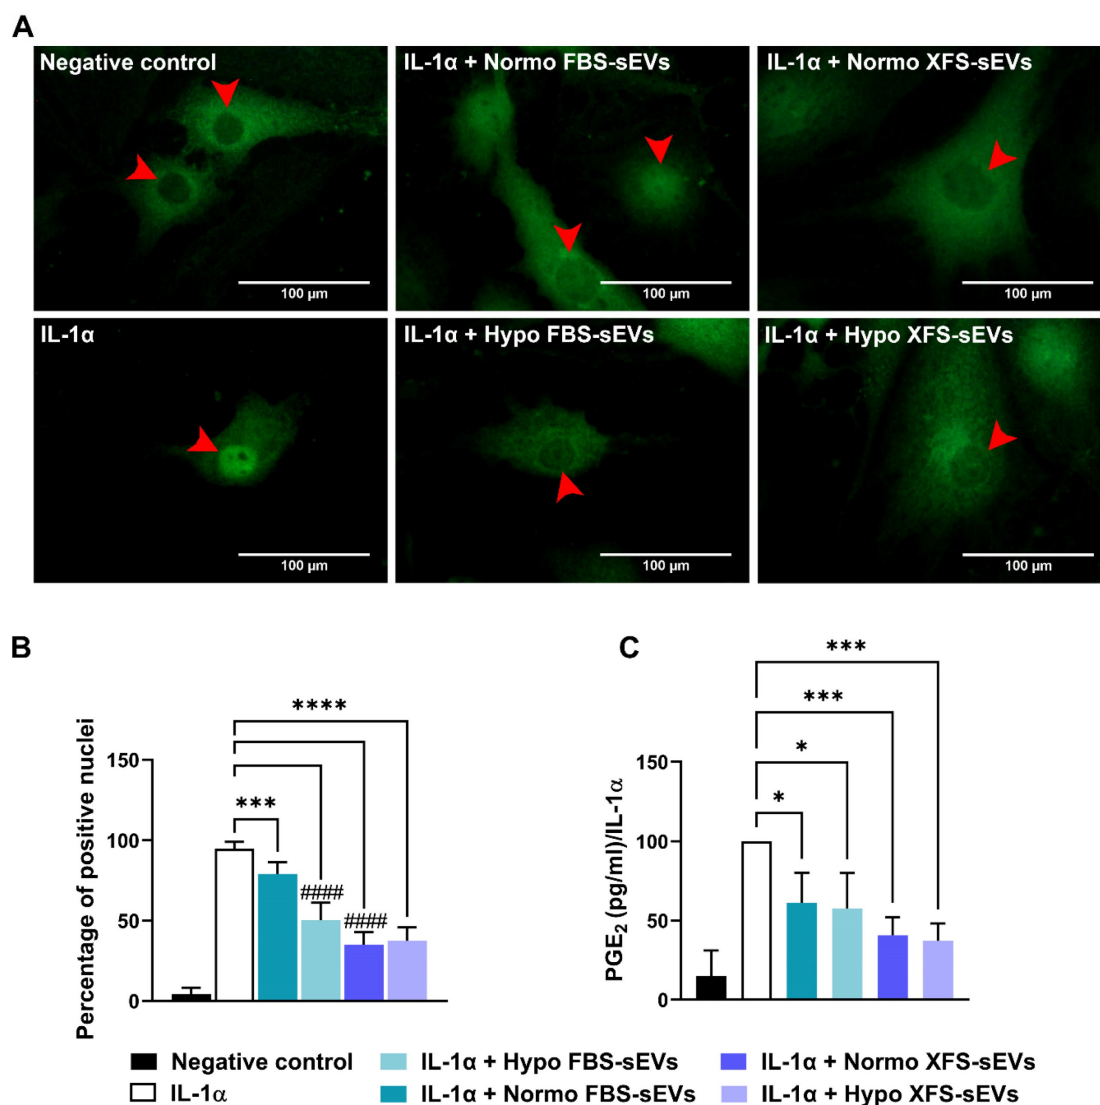 A
Negative control
IL-1α + Normo FBS-sEVs
IL-1α + Normo XFS-sEVs
100 µm
100 µm
100 µm
IL-1α
IL-1α + Hypo FBS-sEVs
IL-1α + Hypo XFS-sEVs
100 µm
100 µm
100 µm
B
Percentage of positive nuclei
150
100
50
0
****
***
####
####
C
PGE₂ (pg/ml)/IL-1α
150
100
50
0
***
***
*
*
Negative control
IL-1α + Hypo FBS-sEVs
IL-1α + Normo XFS-sEVs
IL-1α
IL-1α + Normo FBS-sEVs
IL-1α + Hypo XFS-sEVs